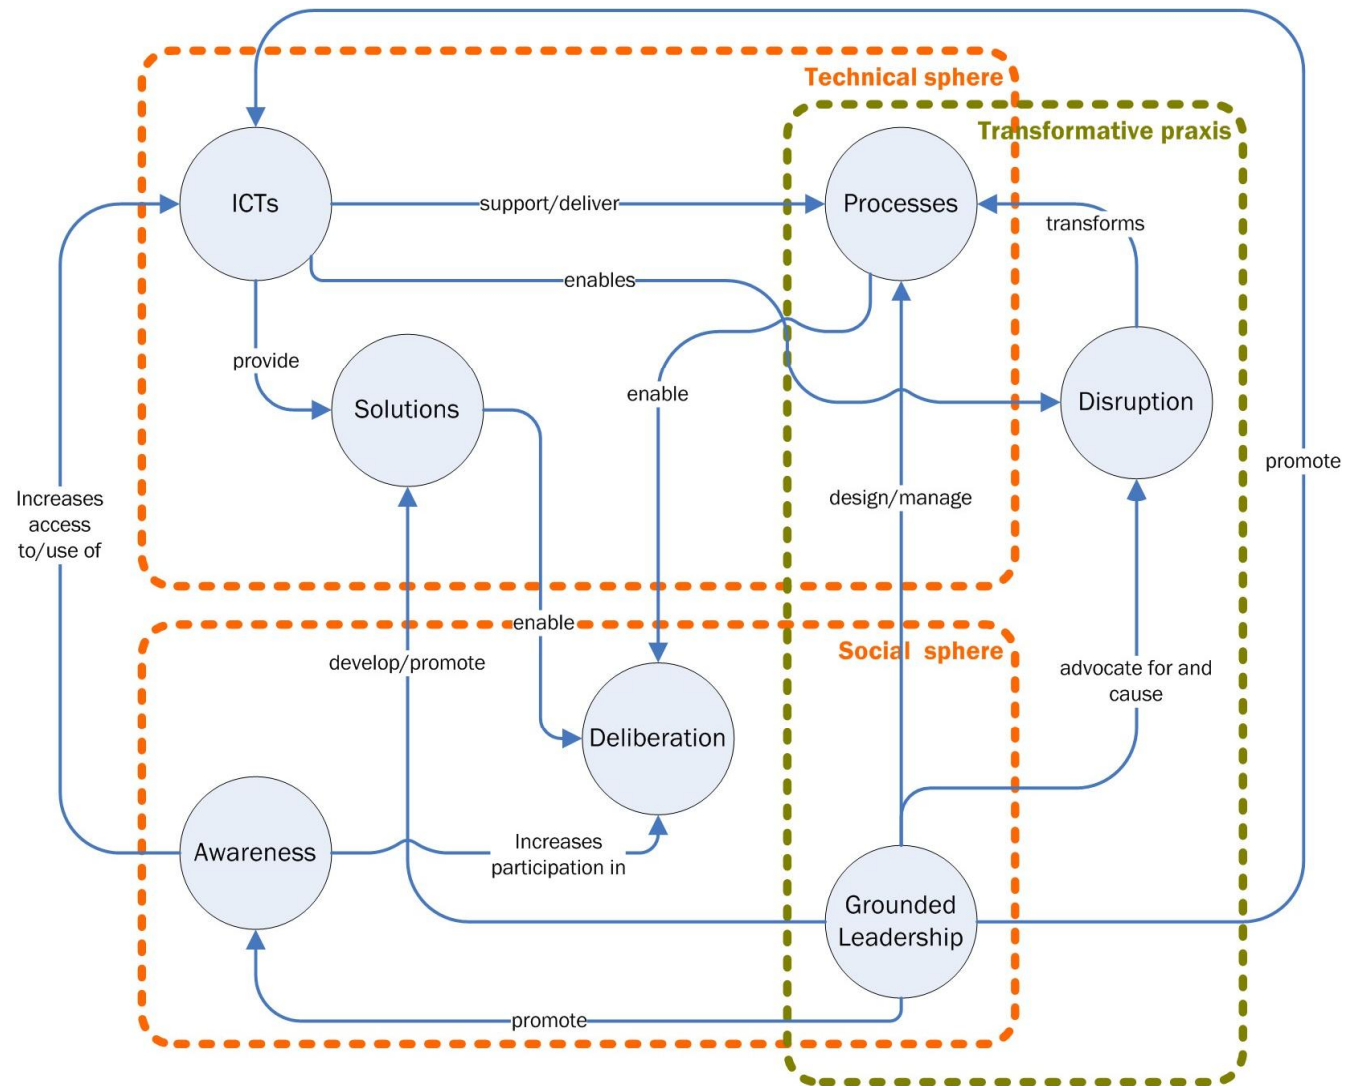 Technical sphere
Transformative praxis
ICTs
support/deliver
Processes
transforms
enables
provide
enable
Solutions
Disruption
promote
Increases
access
to/use of
design/manage
enable
Social  sphere
develop/promote
advocate for and
cause
Deliberation
Awareness
Increases
participation in
Grounded
Leadership
promote